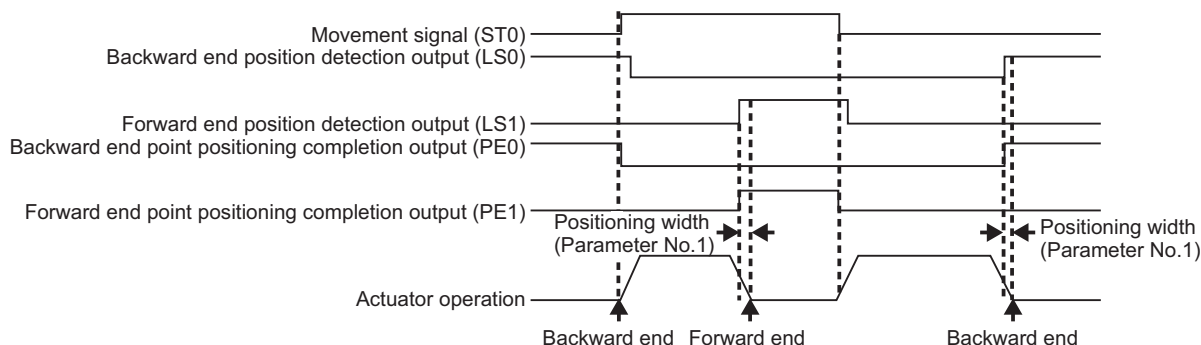 Movement signal (ST0)
Backward end position detection output (LS0)
Forward end position detection output (LS1)
Backward end point positioning completion output (PE0)
Forward end point positioning completion output (PE1)
Positioning width
(Parameter No.1)
Positioning width
(Parameter No.1)
Actuator operation
Backward end
Forward end
Backward end